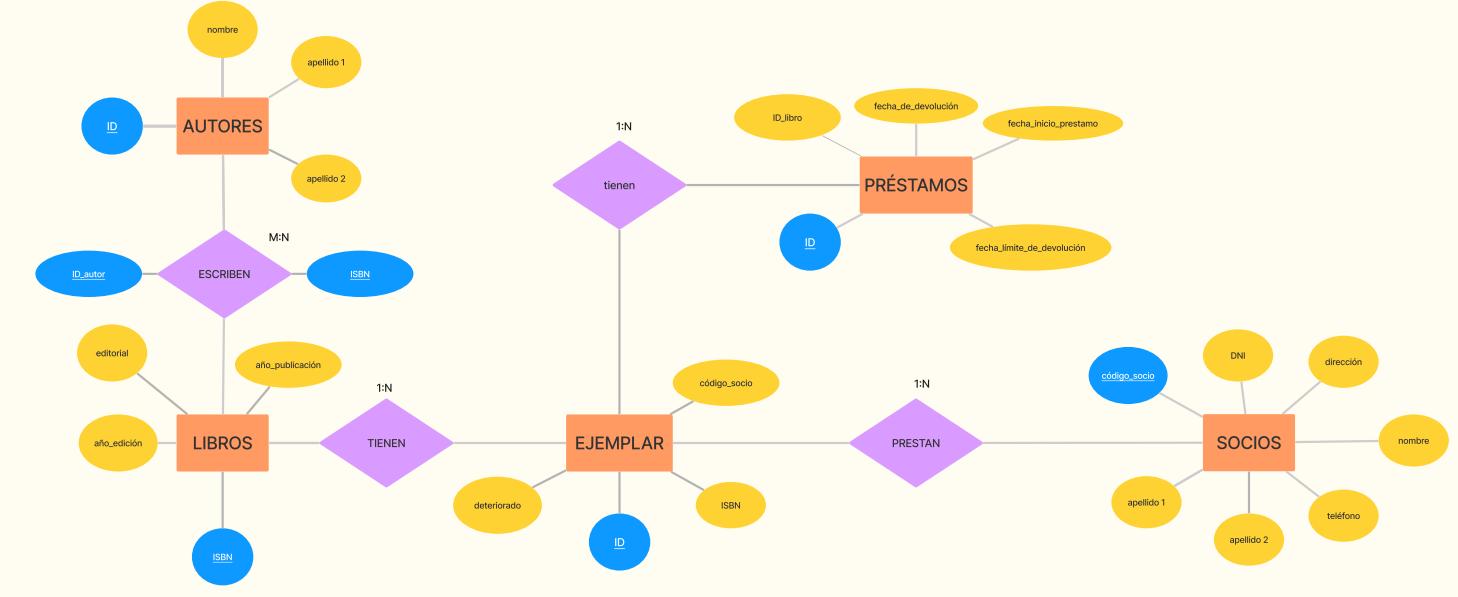 nombre
apellido 1
ID
AUTORES
apellido 2
M:N
ID_autor
ESCRIBEN
ISBN
editorial
año_publicación
año_edición
LIBROS
ISBN
1:N
TIENEN
1:N
tienen
ID_libro
fecha_de_devolución
fecha_inicio_prestamo
PRÉSTAMOS
ID
fecha_límite_de_devolución
código_socio
EJEMPLAR
deteriorado
ISBN
ID
1:N
PRESTAN
código_socio
DNI
dirección
SOCIOS
nombre
apellido 1
apellido 2
teléfono